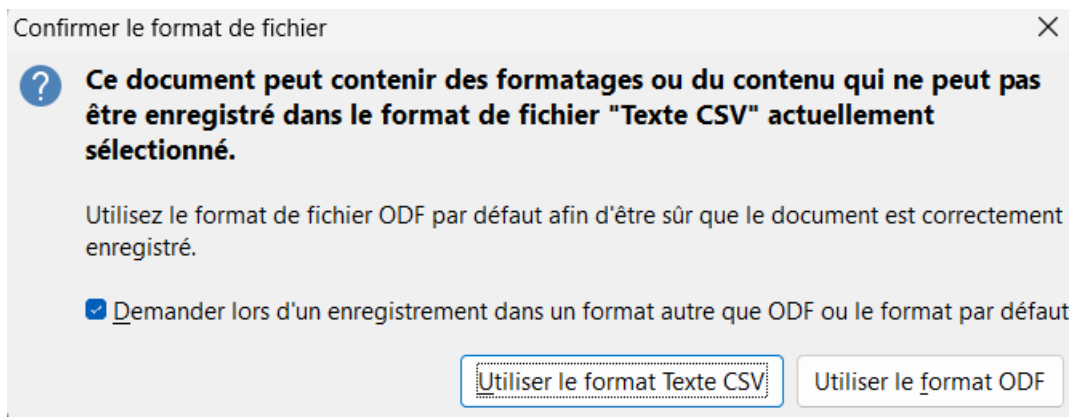 Confirmer le format de fichier
Ce document peut contenir des formatages ou du contenu qui ne peut pas
être enregistré dans le format de fichier "Texte CSV" actuellement
sélectionné.
Utilisez le format de fichier ODF par défaut afin d'être sûr que le document est correctement
enregistré.
Demander lors d'un enregistrement dans un format autre que ODF ou le format par défaut
Utiliser le format Texte CSV Utiliser le format ODF